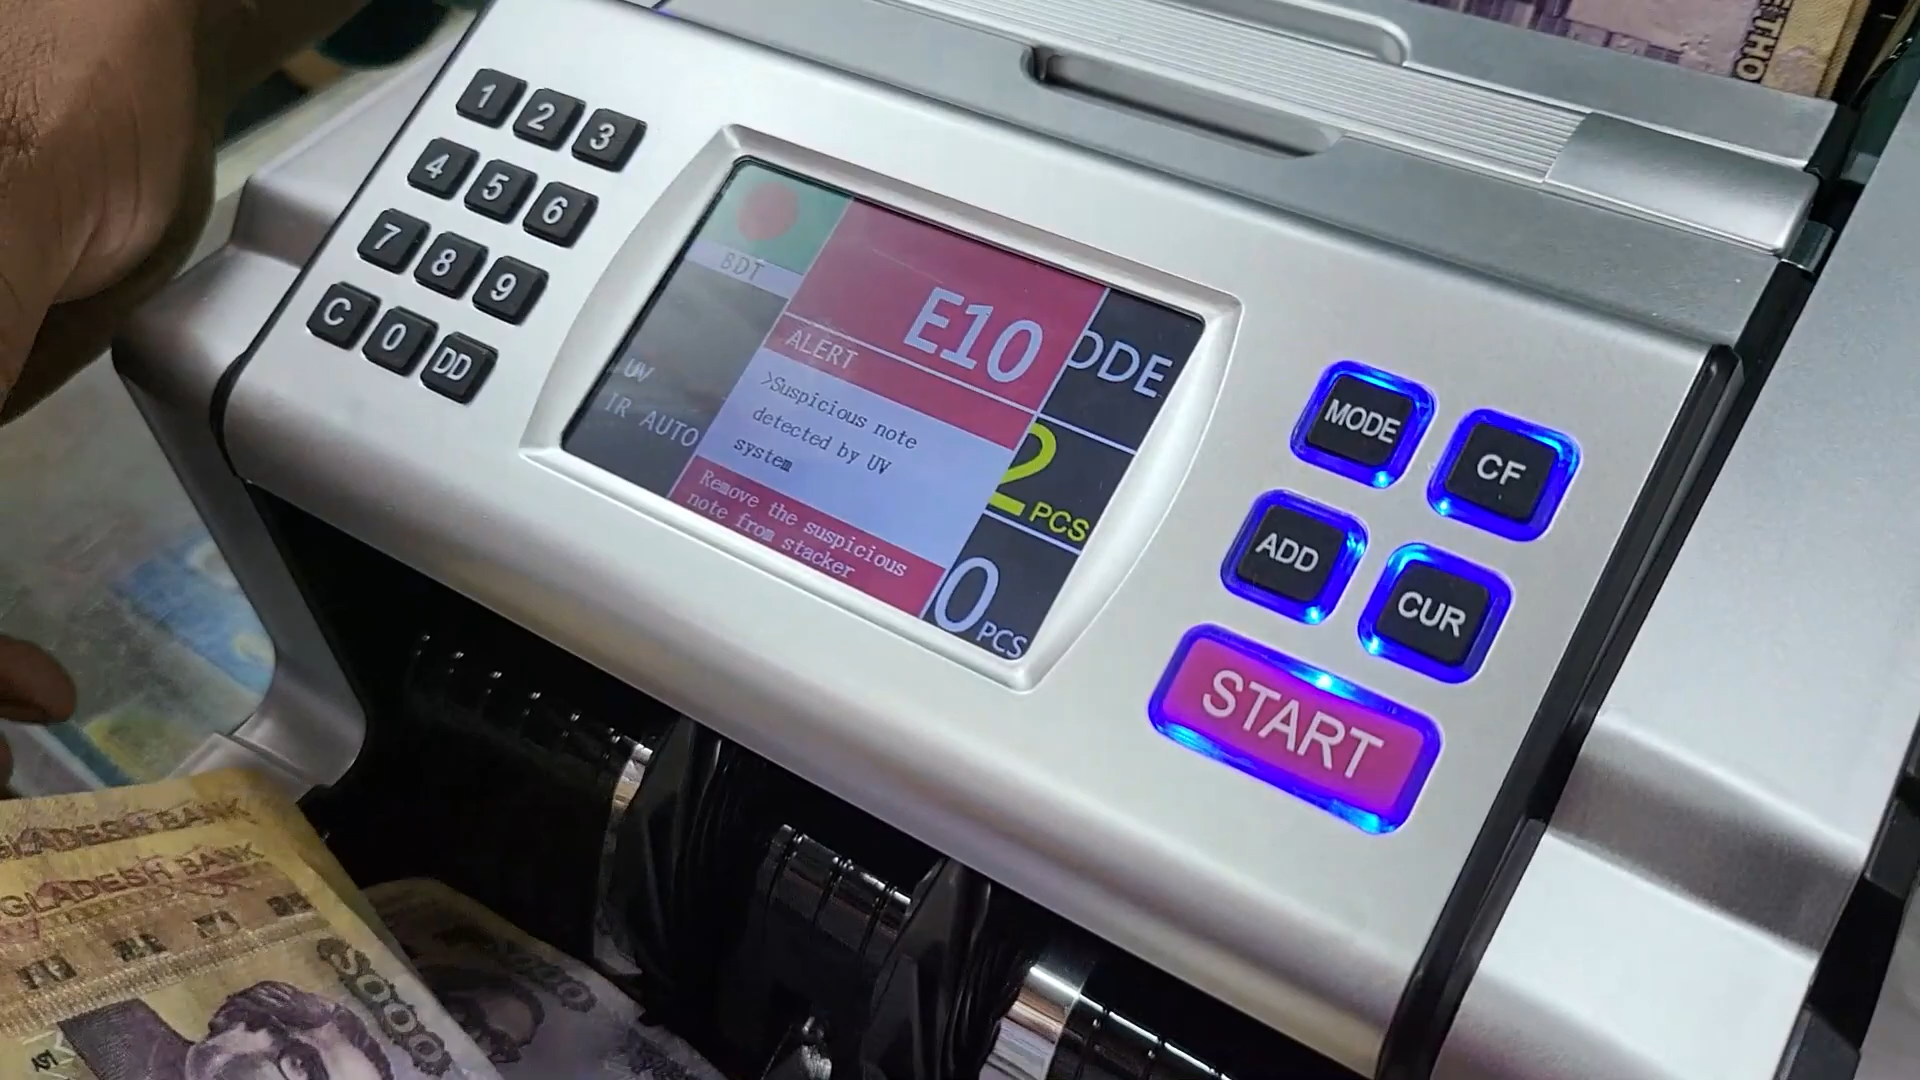 1 2 3
4 5 6
7 8 9
C 0 DD
BDT
UV
IR AUTO
E10
ALERT
>Suspicious note
detected by UV
system
Remove the suspicious
note from stacker
ODE
2 PCS
0 PCS
MODE
CF
ADD
CUR
START
LADESH BANK
GLADESH BANK